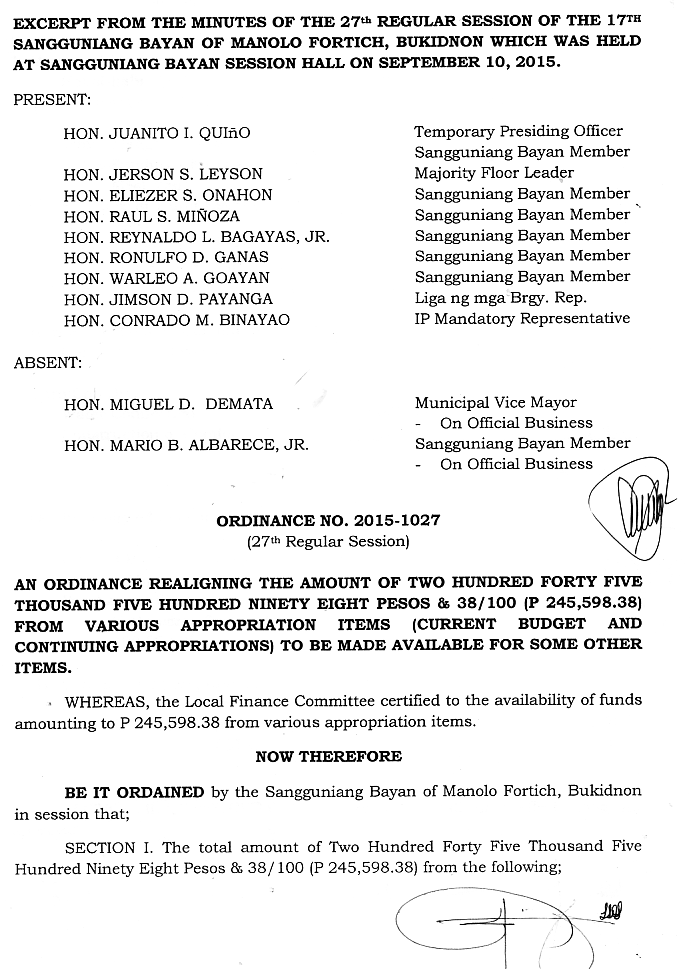 EXCERPT FROM THE MINUTES OF THE 27th REGULAR SESSION OF THE 17TH
SANGGUNIANG BAYAN OF MANOLO FORTICH, BUKIDNON WHICH WAS HELD
AT SANGGUNIANG BAYAN SESSION HALL ON SEPTEMBER 10, 2015.
PRESENT:
HON. JUANITO I. QUIñO Temporary Presiding Officer
Sangguniang Bayan Member
HON. JERSON S. LEYSON Majority Floor Leader
HON. ELIEZER S. ONAHON Sangguniang Bayan Member
HON. RAUL S. MIÑOZA Sangguniang Bayan Member
HON. REYNALDO L. BAGAYAS, JR. Sangguniang Bayan Member
HON. RONULFO D. GANAS Sangguniang Bayan Member
HON. WARLEO A. GOAYAN Sangguniang Bayan Member
HON. JIMSON D. PAYANGA Liga ng mga Brgy. Rep.
HON. CONRADO M. BINAYAO IP Mandatory Representative
ABSENT:
HON. MIGUEL D. DEMATA Municipal Vice Mayor
- On Official Business
HON. MARIO B. ALBARECE, JR. Sangguniang Bayan Member
- On Official Business
ORDINANCE NO. 2015-1027
(27th Regular Session)
AN ORDINANCE REALIGNING THE AMOUNT OF TWO HUNDRED FORTY FIVE
THOUSAND FIVE HUNDRED NINETY EIGHT PESOS & 38/100 (P 245,598.38)
FROM VARIOUS APPROPRIATION ITEMS (CURRENT BUDGET AND
CONTINUING APPROPRIATIONS) TO BE MADE AVAILABLE FOR SOME OTHER
ITEMS.
WHEREAS, the Local Finance Committee certified to the availability of funds
amounting to P 245,598.38 from various appropriation items.
NOW THEREFORE
BE IT ORDAINED by the Sangguniang Bayan of Manolo Fortich, Bukidnon
in session that;
SECTION I. The total amount of Two Hundred Forty Five Thousand Five
Hundred Ninety Eight Pesos & 38/100 (P 245,598.38) from the following;